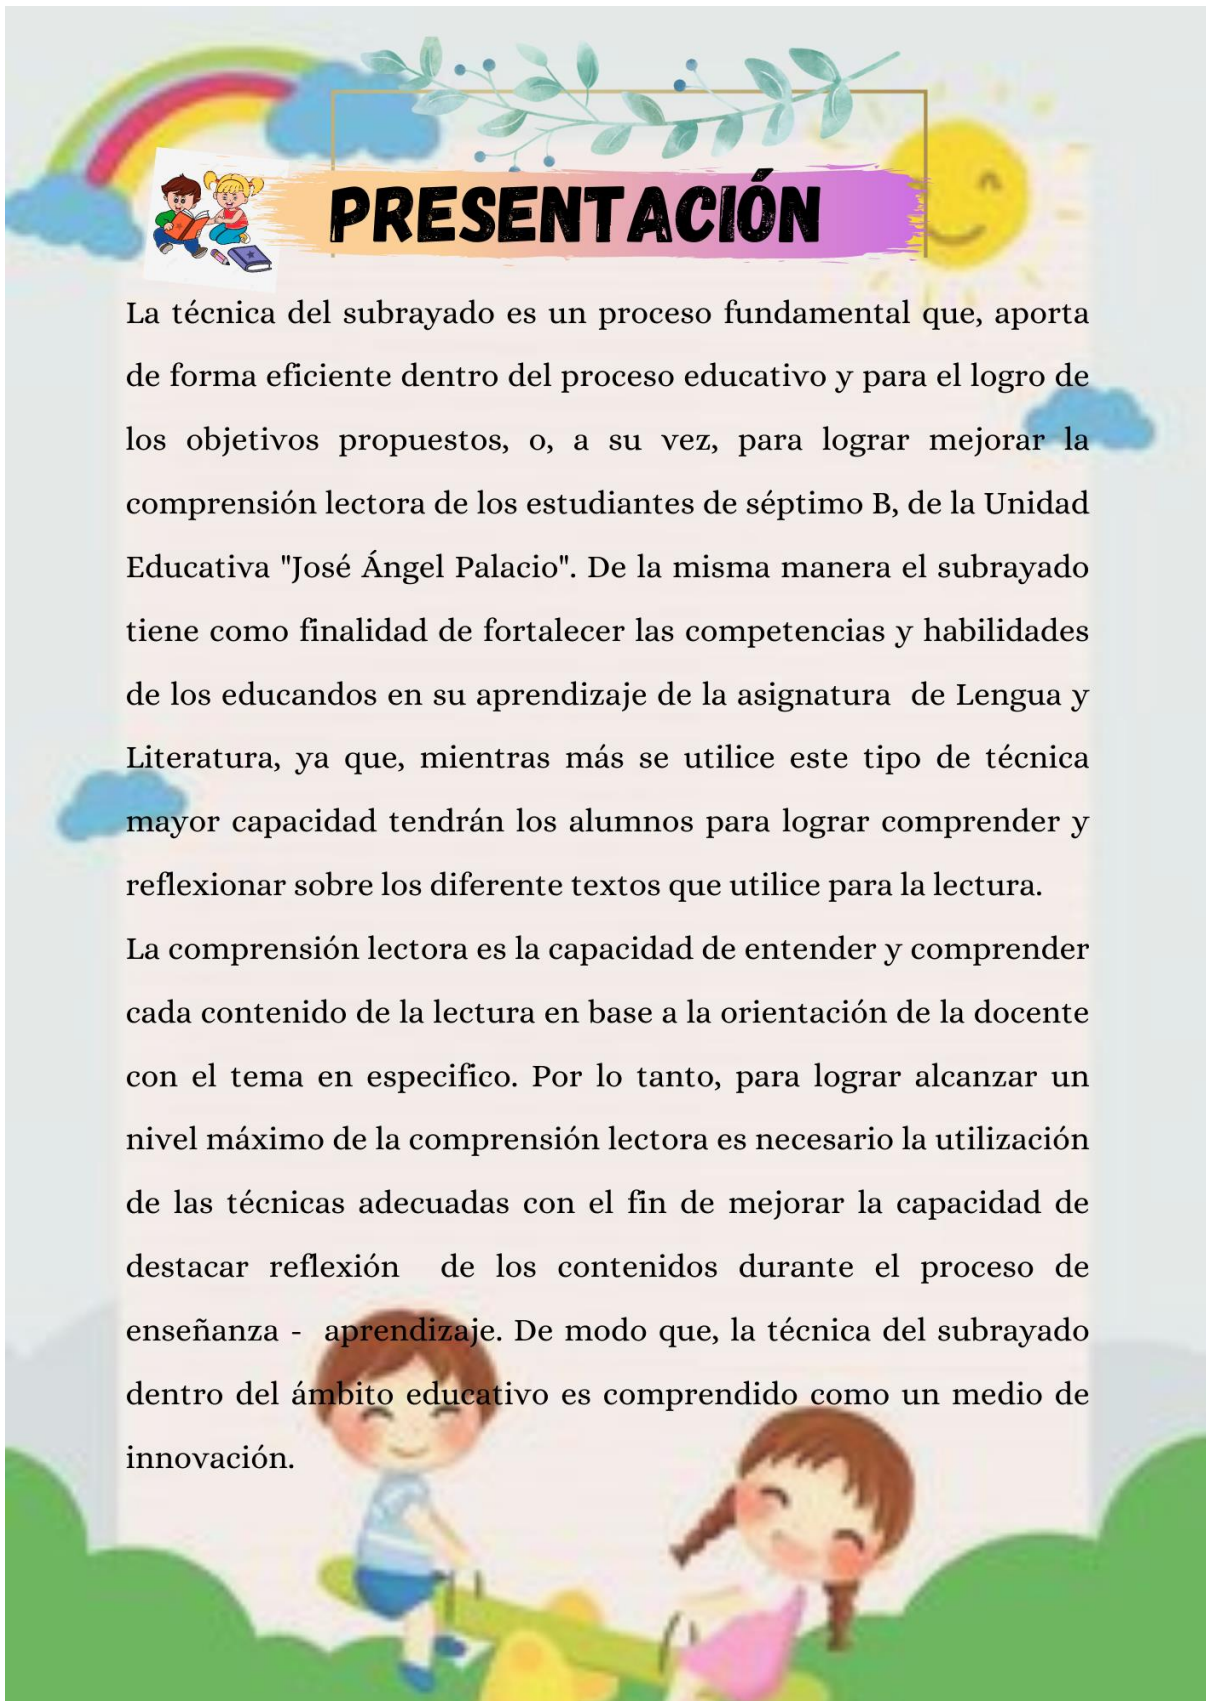 PRESENTACIÓN
La técnica del subrayado es un proceso fundamental que, aporta
de forma eficiente dentro del proceso educativo y para el logro de
los objetivos propuestos, o, a su vez, para lograr mejorar la
comprensión lectora de los estudiantes de séptimo B, de la Unidad
Educativa "José Ángel Palacio". De la misma manera el subrayado
tiene como finalidad de fortalecer las competencias y habilidades
de los educandos en su aprendizaje de la asignatura de Lengua y
Literatura, ya que, mientras más se utilice este tipo de técnica
mayor capacidad tendrán los alumnos para lograr comprender y
reflexionar sobre los diferente textos que utilice para la lectura.
La comprensión lectora es la capacidad de entender y comprender
cada contenido de la lectura en base a la orientación de la docente
con el tema en especifico. Por lo tanto, para lograr alcanzar un
nivel máximo de la comprensión lectora es necesario la utilización
de las técnicas adecuadas con el fin de mejorar la capacidad de
destacar reflexión de los contenidos durante el proceso de
enseñanza - aprendizaje. De modo que, la técnica del subrayado
dentro del ámbito educativo es comprendido como un medio de
innovación.